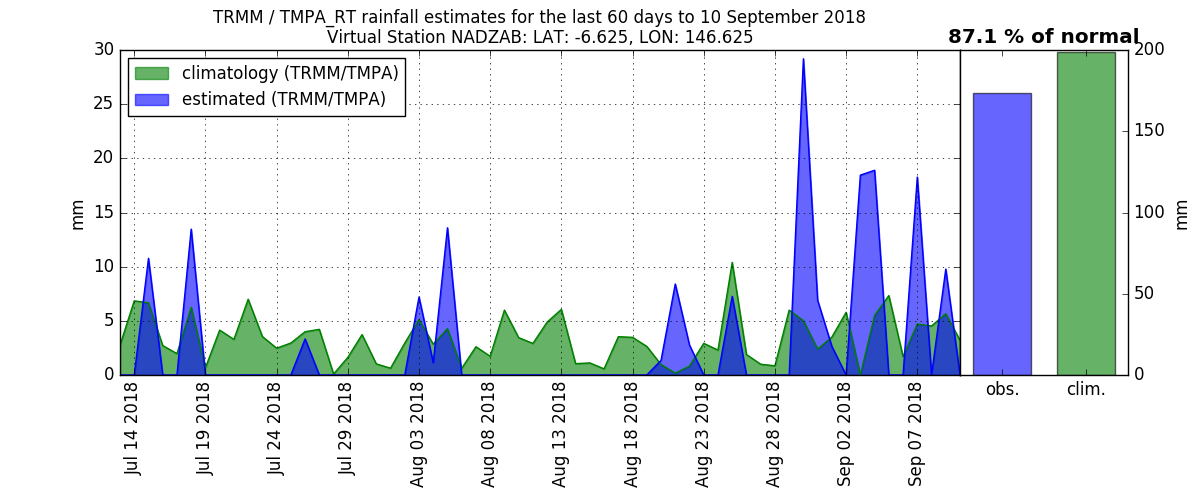 TRMM / TMPA_RT rainfall estimates for the last 60 days to 10 September 2018
Virtual Station NADZAB: LAT: -6.625, LON: 146.625
87.1 % of normal
climatology (TRMM/TMPA)
estimated (TRMM/TMPA)
mm
30
25
20
15
10
5
0
Jul 14 2018
Jul 19 2018
Jul 24 2018
Jul 29 2018
Aug 03 2018
Aug 08 2018
Aug 13 2018
Aug 18 2018
Aug 23 2018
Aug 28 2018
Sep 02 2018
Sep 07 2018
obs.
clim.
200
150
100
50
0
mm